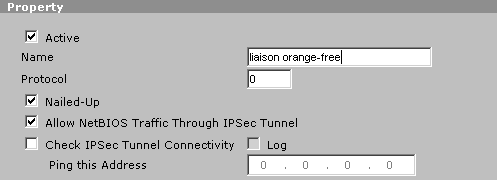 Property
Active
Name liaison orange-free
Protocol 0
Nailed-Up
Allow NetBIOS Traffic Through IPSec Tunnel
Check IPSec Tunnel Connectivity Log
Ping this Address 0 . 0 . 0 . 0